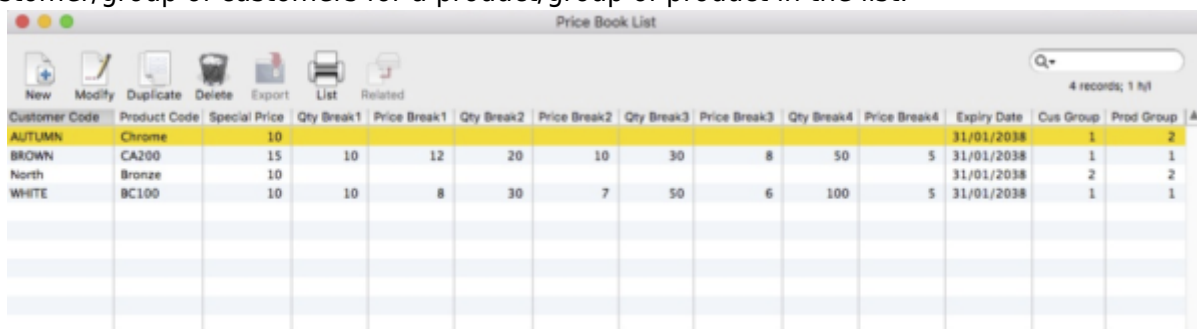 stomer/group of customers for a product/group of product in the list.
Price Book List
New Modify Duplicate Delete Export List Related
4 records; 1 h/l
Customer Code Product Code Special Price Qty Break1 Price Break1 Qty Break2 Price Break2 Qty Break3 Price Break3 Qty Break4 Price Break4 Expiry Date Cus Group Prod Group A
AUTUMN Chrome 10 31/01/2038 1 2
BROWN CA200 15 10 12 20 10 30 8 50 5 31/01/2038 1 1
North Bronze 10 31/01/2038 2 2
WHITE BC100 10 10 8 30 7 50 6 100 5 31/01/2038 1 1